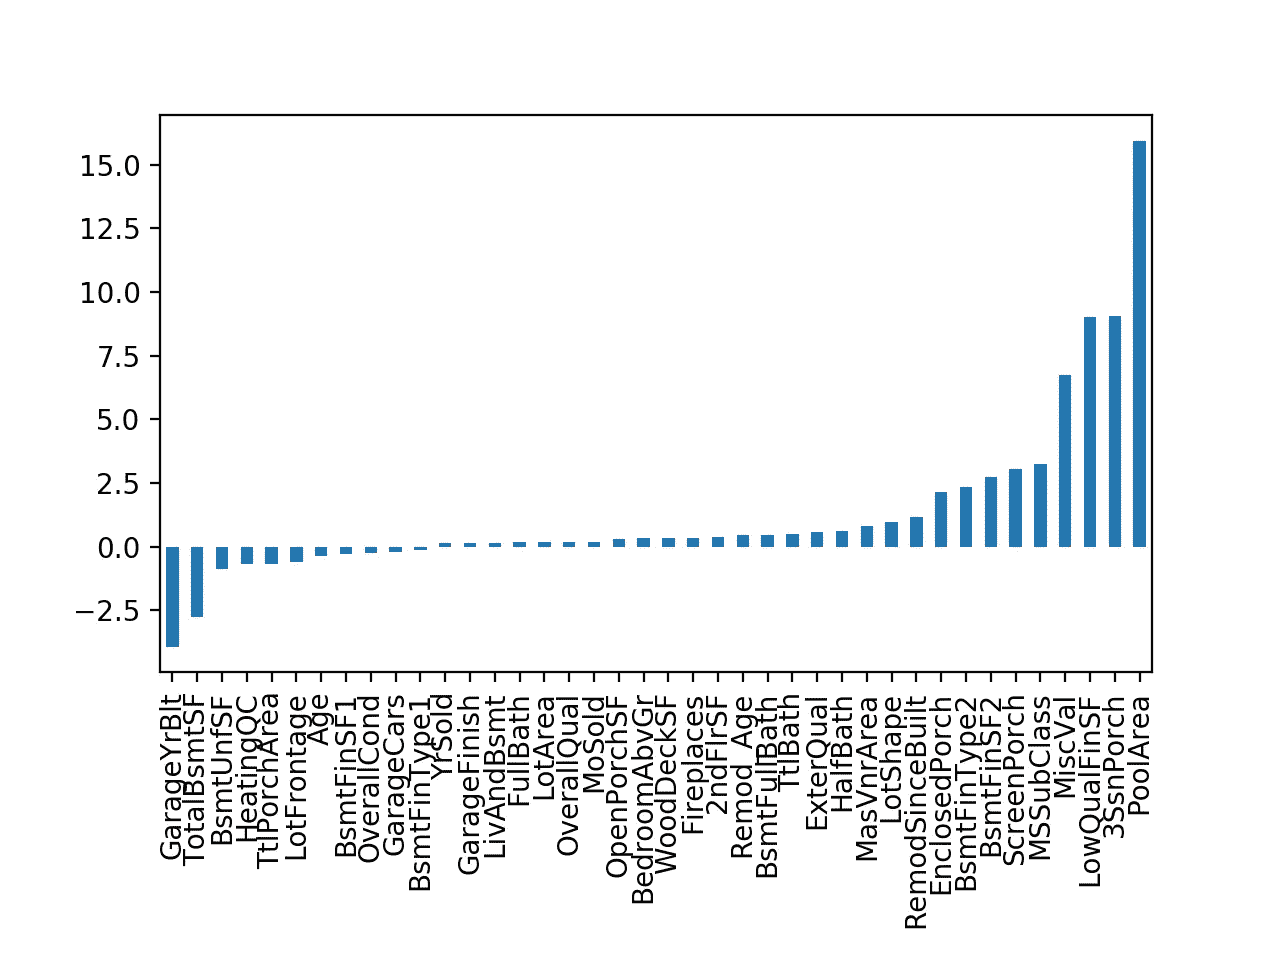 15.0
12.5
10.0
7.5
5.0
2.5
0.0
−2.5
GarageYrBlt
TotalBsmtSF
BsmtUnfSF
HeatingQC
TtlPorchArea
LotFrontage
Age
BsmtFinSF1
OverallCond
GarageCars
BsmtFinType1
YrSold
GarageFinish
LivAndBsmt
FullBath
LotArea
OverallQual
MoSold
OpenPorchSF
BedroomAbvGr
WoodDeckSF
Fireplaces
2ndFlrSF
Remod_Age
BsmtFullBath
TtlBath
ExterQual
HalfBath
MasVnrArea
LotShape
RemodSinceBuilt
EnclosedPorch
BsmtFinType2
BsmtFinSF2
ScreenPorch
MSSubClass
MiscVal
LowQualFinSF
3SsnPorch
PoolArea